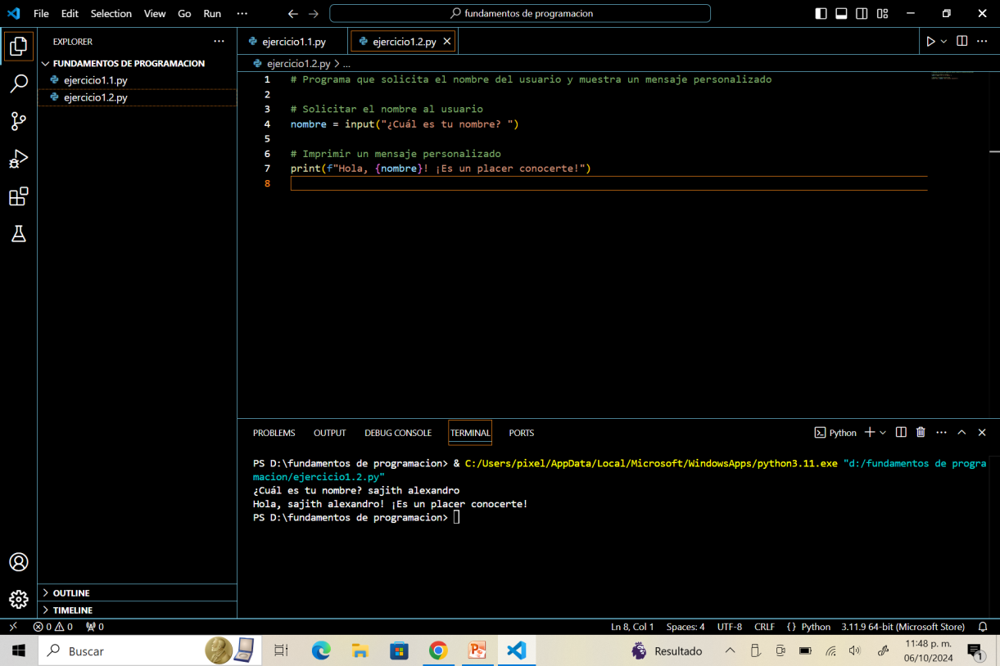 File Edit Selection View Go Run ···
fundamentos de programacion
EXPLORER ···
FUNDAMENTOS DE PROGRAMACION
ejercicio1.1.py
ejercicio1.2.py
OUTLINE
TIMELINE
ejercicio1.1.py ejercicio1.2.py
ejercicio1.2.py > ...
1 # Programa que solicita el nombre del usuario y muestra un mensaje personalizado
2
3 # Solicitar el nombre al usuario
4 nombre = input("¿Cuál es tu nombre? ")
5
6 # Imprimir un mensaje personalizado
7 print(f"Hola, {nombre}! ¡Es un placer conocerte!")
8
PROBLEMS OUTPUT DEBUG CONSOLE TERMINAL PORTS Python
PS D:\fundamentos de programacion> & C:/Users/pixel/AppData/Local/Microsoft/WindowsApps/python3.11.exe "d:/fundamentos de progra
macion/ejercicio1.2.py"
¿Cuál es tu nombre? sajith alexandro
Hola, sajith alexandro! ¡Es un placer conocerte!
PS D:\fundamentos de programacion>
0 0 0 Ln 8, Col 1 Spaces: 4 UTF-8 CRLF {} Python 3.11.9 64-bit (Microsoft Store)
Buscar Resultado 11:48 p. m.
06/10/2024 1